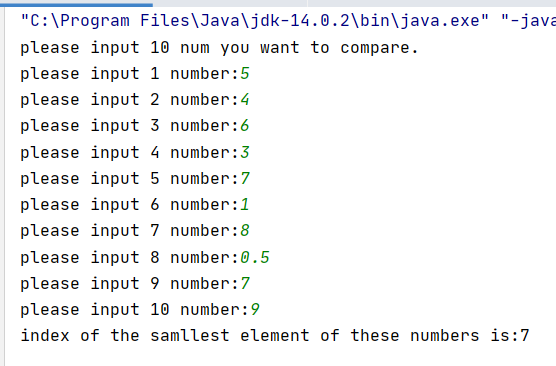 "C:\Program Files\Java\jdk-14.0.2\bin\java.exe" "-java
please input 10 num you want to compare.
please input 1 number:5
please input 2 number:4
please input 3 number:6
please input 4 number:3
please input 5 number:7
please input 6 number:1
please input 7 number:8
please input 8 number:0.5
please input 9 number:7
please input 10 number:9
index of the samllest element of these numbers is:7